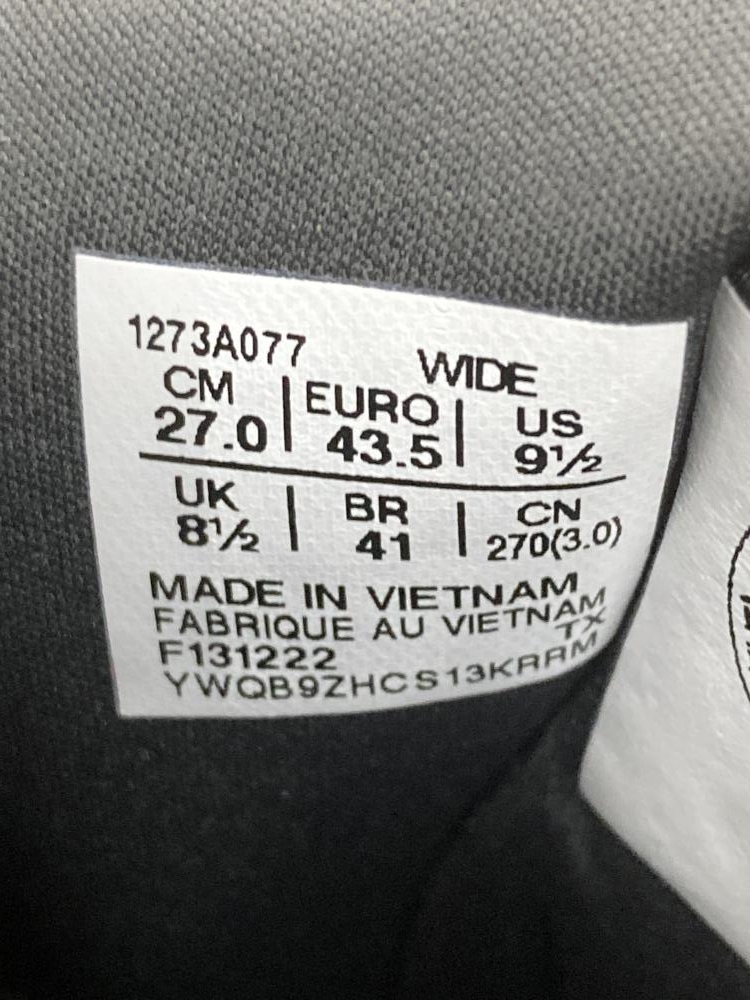 1273A077 WIDE
CM | EURO | US
27.0 | 43.5 | 9½
UK | BR | CN
8½ | 41 | 270(3.0)
MADE IN VIETNAM
FABRIQUE AU VIETNAM
F131222 TX
YWQB9ZHCS13KRRM